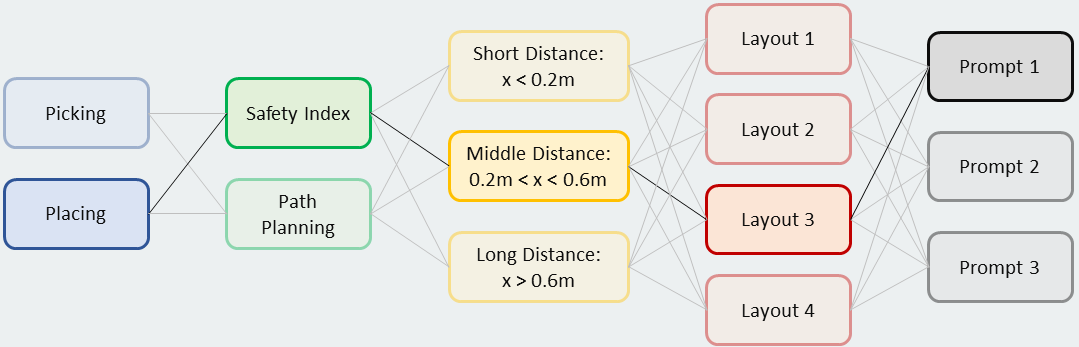 Picking
Placing
Safety Index
Path
Planning
Short Distance:
x < 0.2m
Middle Distance:
0.2m < x < 0.6m
Long Distance:
x > 0.6m
Layout 1
Layout 2
Layout 3
Layout 4
Prompt 1
Prompt 2
Prompt 3